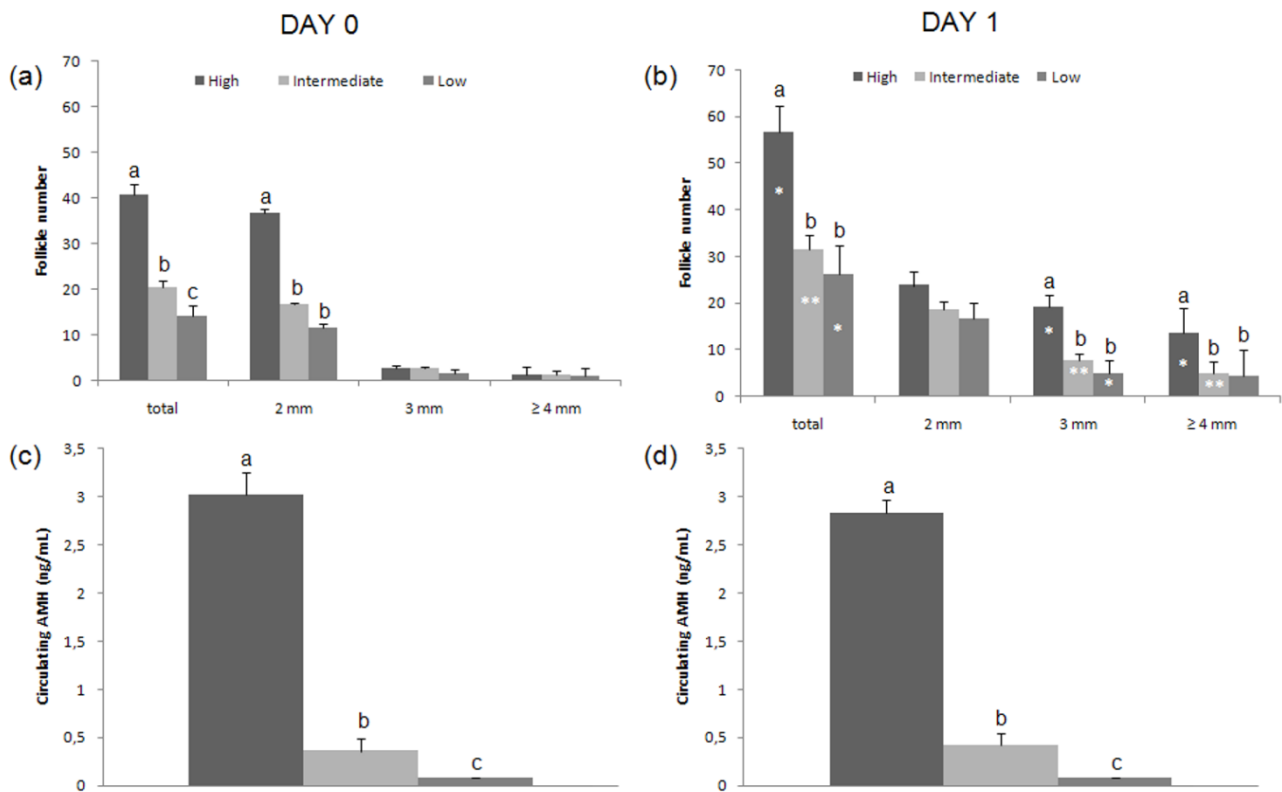 DAY 0
DAY 1
(a)
High Intermediate Low
70
60
50
40
30
20
10
0
Follicle number
a
b
c
a
b
b
total 2 mm 3 mm ≥ 4 mm
(b)
High Intermediate Low
70
60
50
40
30
20
10
0
Follicle number
a
*
b
**
b
*
a
*
b
**
b
*
a
*
b
**
b
total 2 mm 3 mm ≥ 4 mm
(c)
3,5
3
2,5
2
1,5
1
0,5
0
Circulating AMH (ng/mL)
a
b
c
(d)
3,5
3
2,5
2
1,5
1
0,5
0
Circulating AMH (ng/mL)
a
b
c